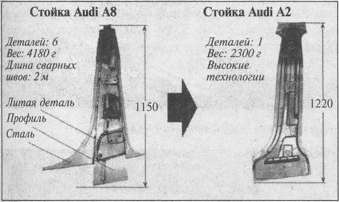 Стойка Audi A8
Деталей: 6
Вес: 4180 г
Длина сварных
швов: 2 м
Литая деталь
Профиль
Сталь
1150
Стойка Audi A2
Деталей: 1
Вес: 2300 г
Высокие
технологии
1220